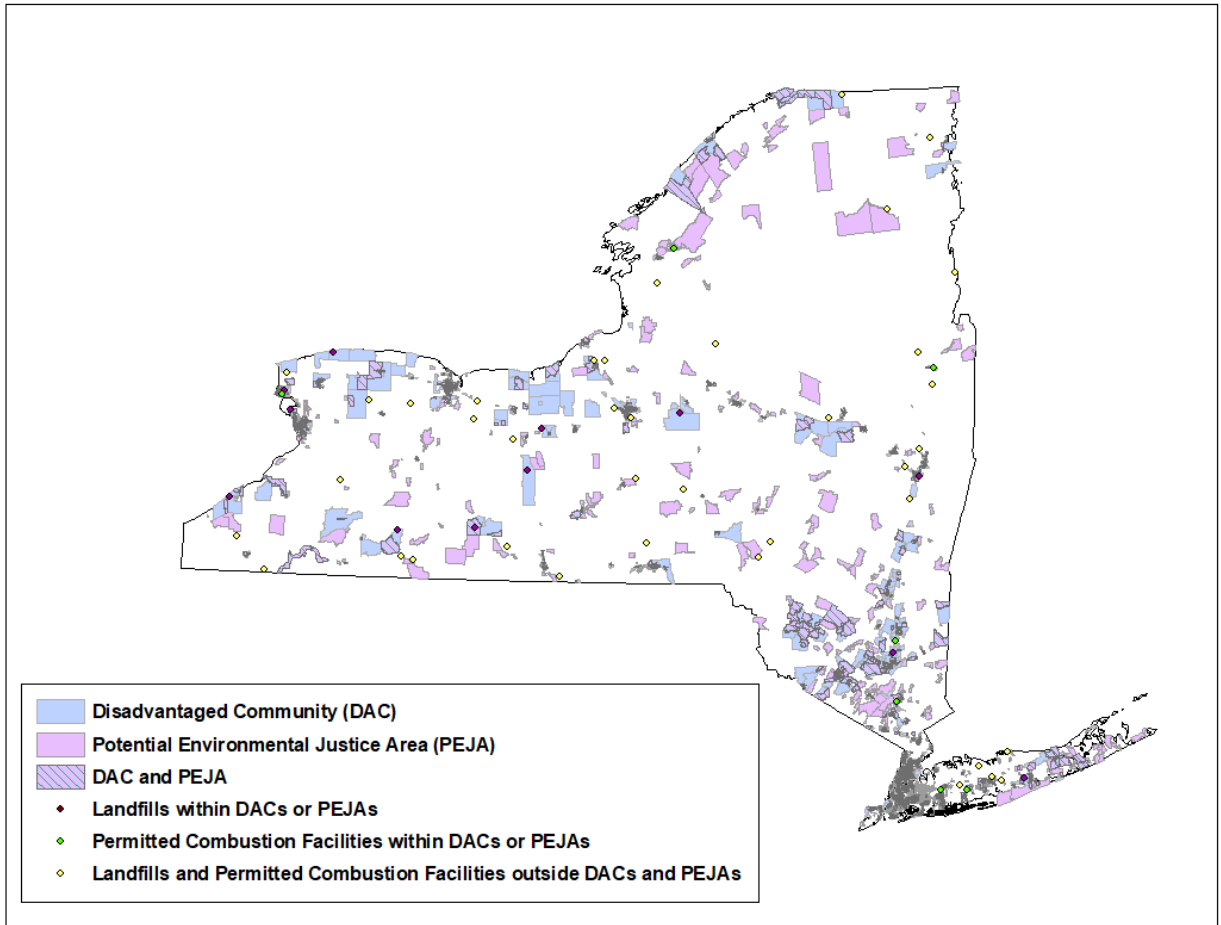 Disadvantaged Community (DAC)
Potential Environmental Justice Area (PEJA)
DAC and PEJA
Landfills within DACs or PEJAs
Permitted Combustion Facilities within DACs or PEJAs
Landfills and Permitted Combustion Facilities outside DACs and PEJAs